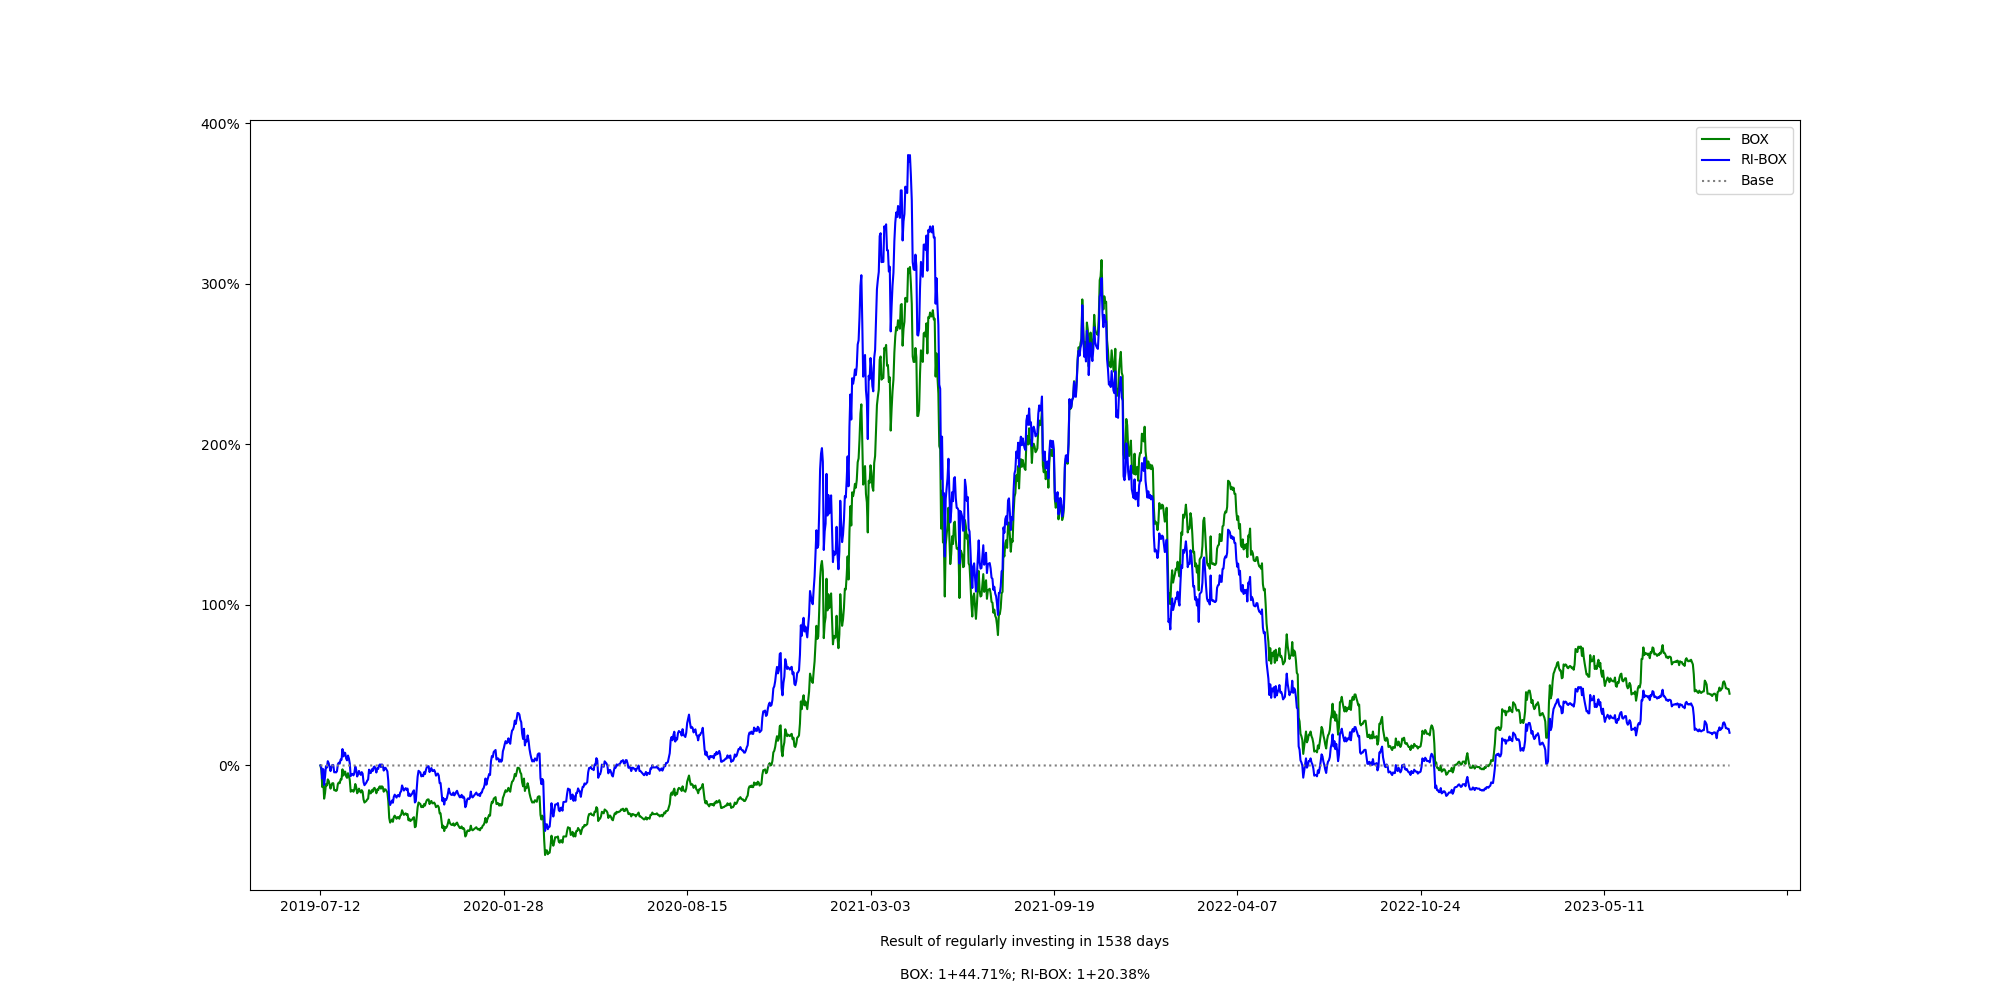 400%
300%
200%
100%
0%
BOX
RI-BOX
Base
2019-07-12 2020-01-28 2020-08-15 2021-03-03 2021-09-19 2022-04-07 2022-10-24 2023-05-11
Result of regularly investing in 1538 days
BOX: 1+44.71%; RI-BOX: 1+20.38%